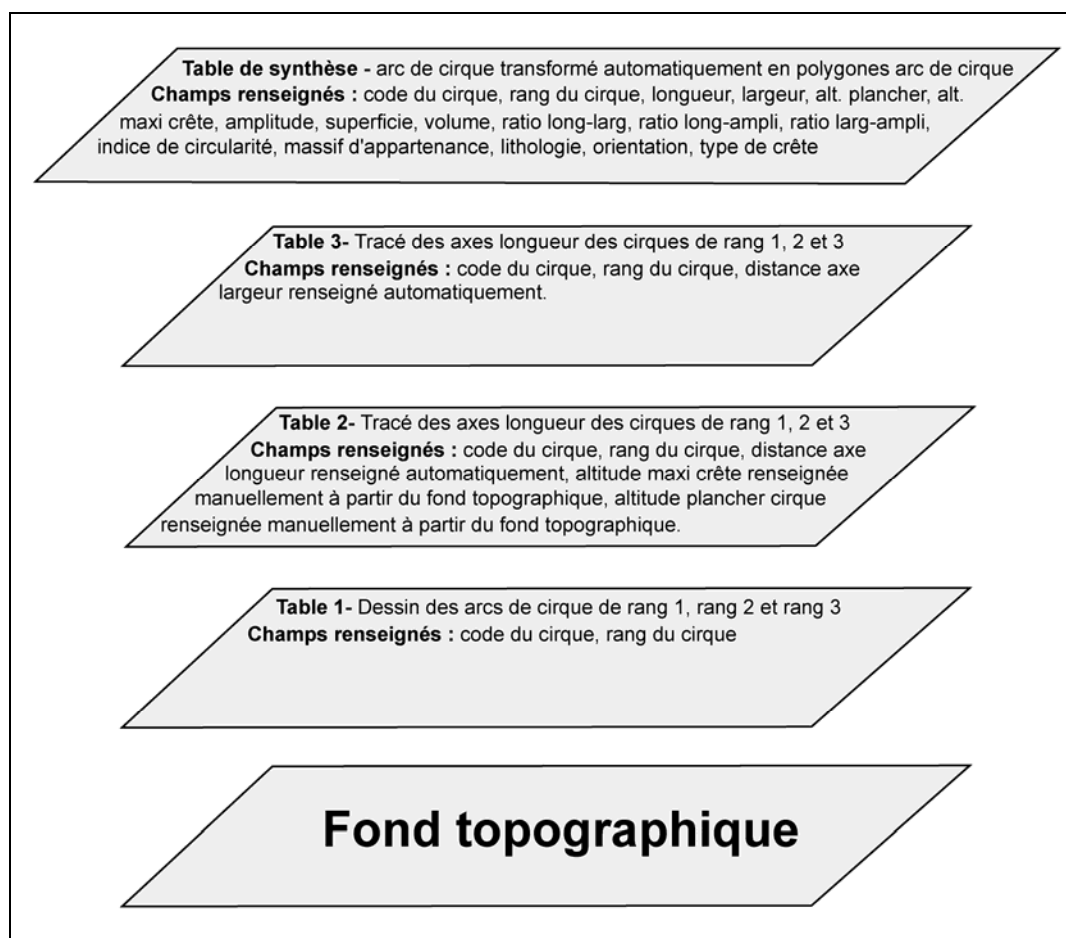 Table de synthèse - arc de cirque transformé automatiquement en polygones arc de cirque
Champs renseignés : code du cirque, rang du cirque, longueur, largeur, alt. plancher, alt.
maxi crête, amplitude, superficie, volume, ratio long-larg, ratio long-ampli, ratio larg-ampli,
indice de circularité, massif d'appartenance, lithologie, orientation, type de crête
Table 3- Tracé des axes longueur des cirques de rang 1, 2 et 3
Champs renseignés : code du cirque, rang du cirque, distance axe
largeur renseigné automatiquement.
Table 2- Tracé des axes longueur des cirques de rang 1, 2 et 3
Champs renseignés : code du cirque, rang du cirque, distance axe
longueur renseigné automatiquement, altitude maxi crête renseignée
manuellement à partir du fond topographique, altitude plancher cirque
renseignée manuellement à partir du fond topographique.
Table 1- Dessin des arcs de cirque de rang 1, rang 2 et rang 3
Champs renseignés : code du cirque, rang du cirque
Fond topographique